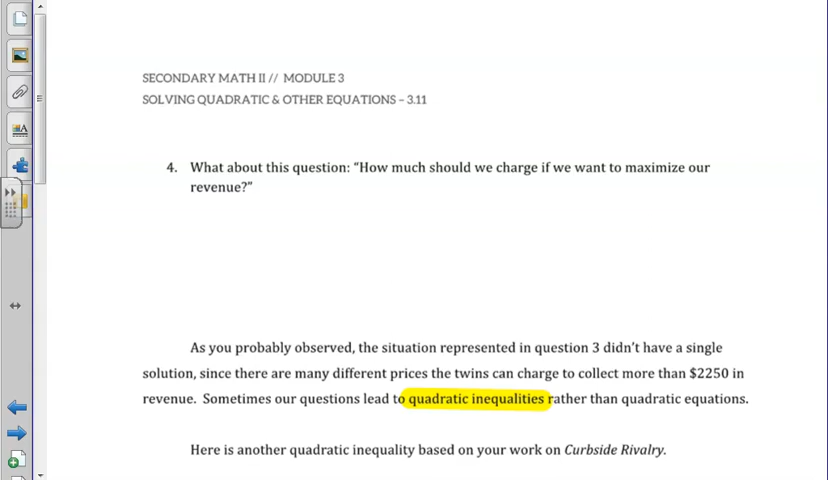 SECONDARY MATH II // MODULE 3
SOLVING QUADRATIC & OTHER EQUATIONS – 3.11
4. What about this question: “How much should we charge if we want to maximize our
revenue?”
As you probably observed, the situation represented in question 3 didn’t have a single
solution, since there are many different prices the twins can charge to collect more than $2250 in
revenue. Sometimes our questions lead to quadratic inequalities rather than quadratic equations.
Here is another quadratic inequality based on your work on Curbside Rivalry.